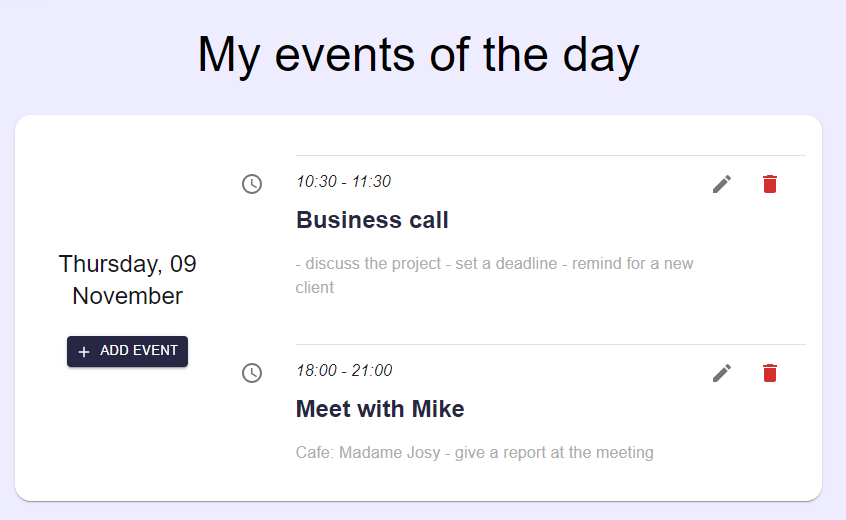 My events of the day
Thursday, 09
November
+ ADD EVENT
10:30 - 11:30
Business call
- discuss the project - set a deadline - remind for a new
client
18:00 - 21:00
Meet with Mike
Cafe: Madame Josy - give a report at the meeting